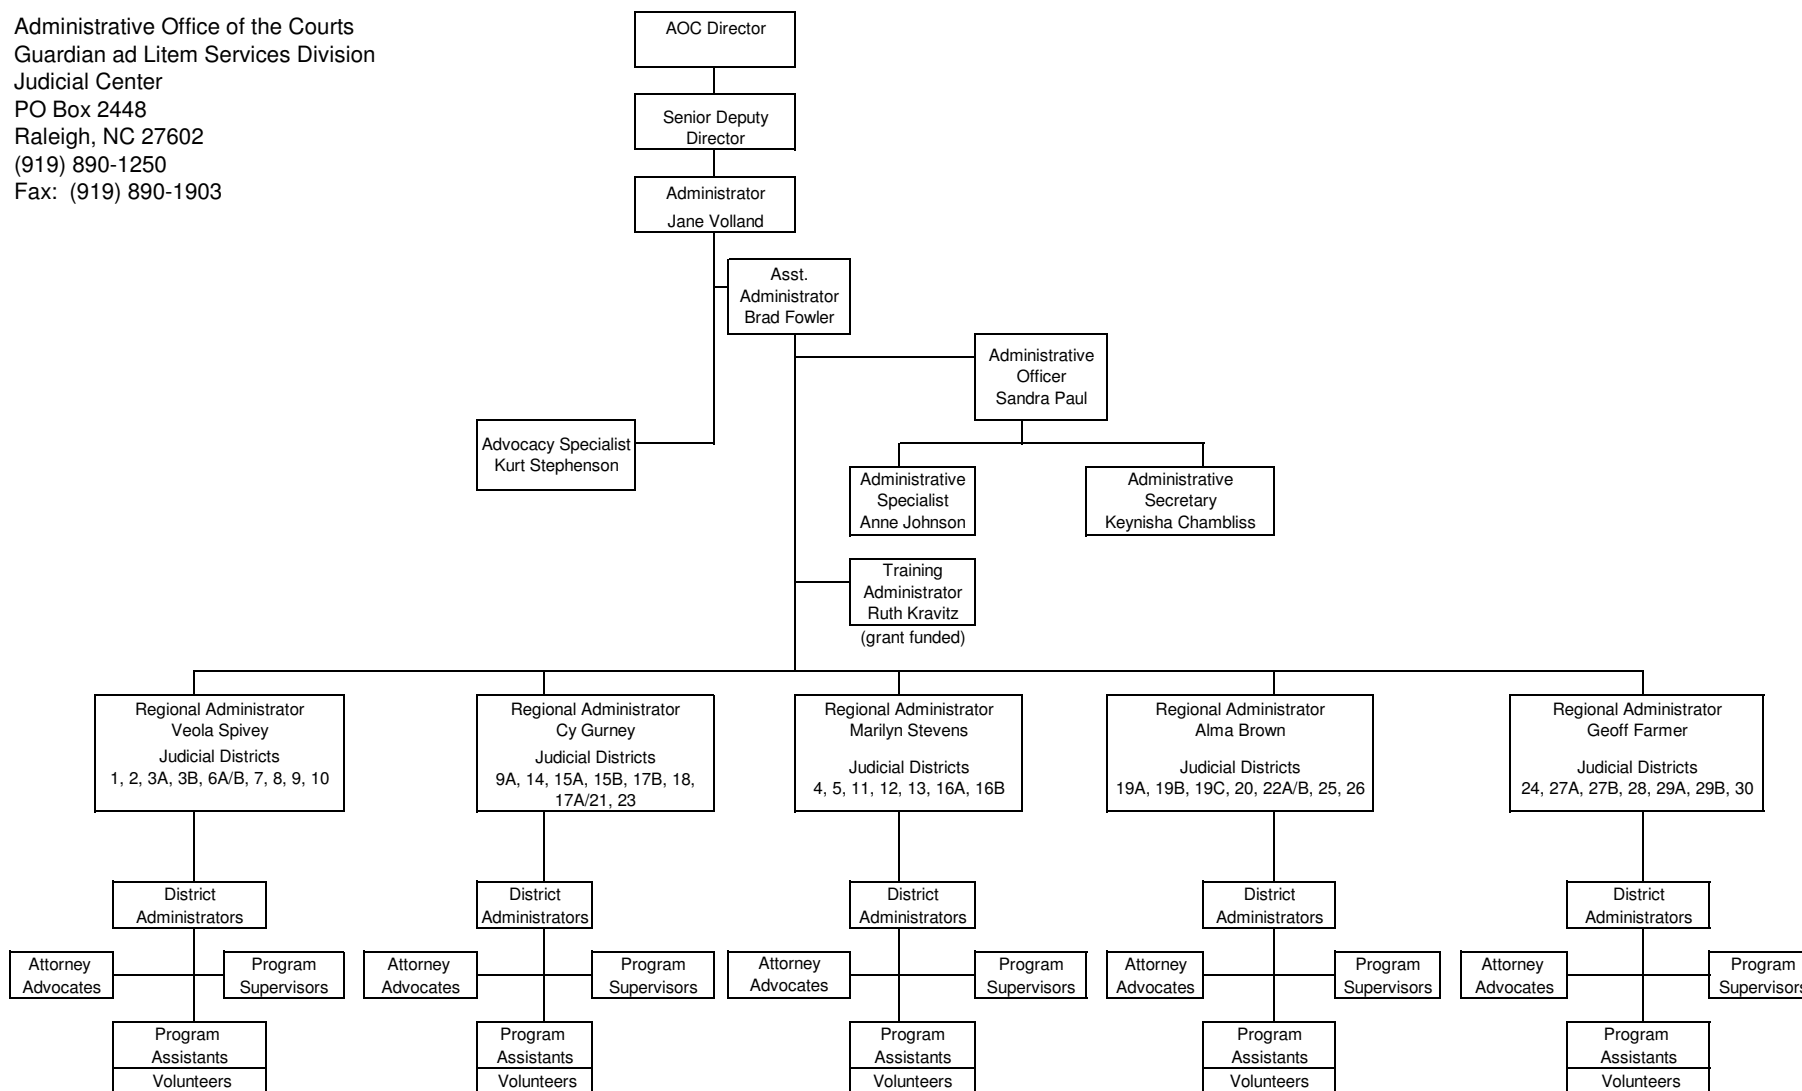 Administrative Office of the Courts
Guardian ad Litem Services Division
Judicial Center
PO Box 2448
Raleigh, NC 27602
(919) 890-1250
Fax:  (919) 890-1903
AOC Director
Senior Deputy
Director
Administrator
Jane Volland
Asst.
Administrator
Brad Fowler
Administrative
Officer
Sandra Paul
Advocacy Specialist
Kurt Stephenson
Administrative
Specialist
Anne Johnson
Administrative
Secretary
Keynisha Chambliss
Training
Administrator
Ruth Kravitz
(grant funded)
Regional Administrator
Veola Spivey
Judicial Districts
1, 2, 3A, 3B, 6A/B, 7, 8, 9, 10
Regional Administrator
Cy Gurney
Judicial Districts
9A, 14, 15A, 15B, 17B, 18,
17A/21, 23
Regional Administrator
Marilyn Stevens
Judicial Districts
4, 5, 11, 12, 13, 16A, 16B
Regional Administrator
Alma Brown
Judicial Districts
19A, 19B, 19C, 20, 22A/B, 25, 26
Regional Administrator
Geoff Farmer
Judicial Districts
24, 27A, 27B, 28, 29A, 29B, 30
District
Administrators
District
Administrators
District
Administrators
District
Administrators
District
Administrators
Attorney
Advocates
Program
Supervisors
Attorney
Advocates
Program
Supervisors
Attorney
Advocates
Program
Supervisors
Attorney
Advocates
Program
Supervisors
Attorney
Advocates
Program
Supervisors
Program
Assistants
Volunteers
Program
Assistants
Volunteers
Program
Assistants
Volunteers
Program
Assistants
Volunteers
Program
Assistants
Volunteers